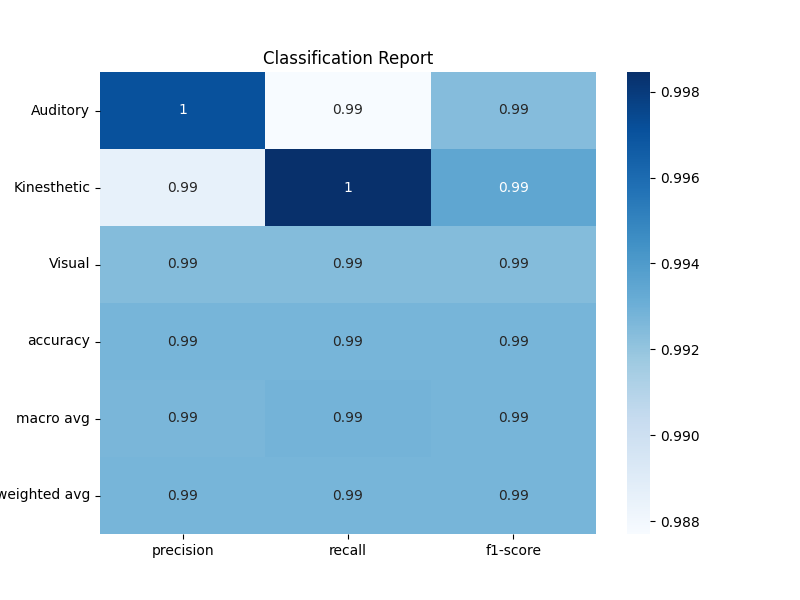 Classification Report
Auditory 1 0.99 0.99
Kinesthetic 0.99 1 0.99
Visual 0.99 0.99 0.99
accuracy 0.99 0.99 0.99
macro avg 0.99 0.99 0.99
weighted avg 0.99 0.99 0.99
precision recall f1-score
0.998
0.996
0.994
0.992
0.990
0.988